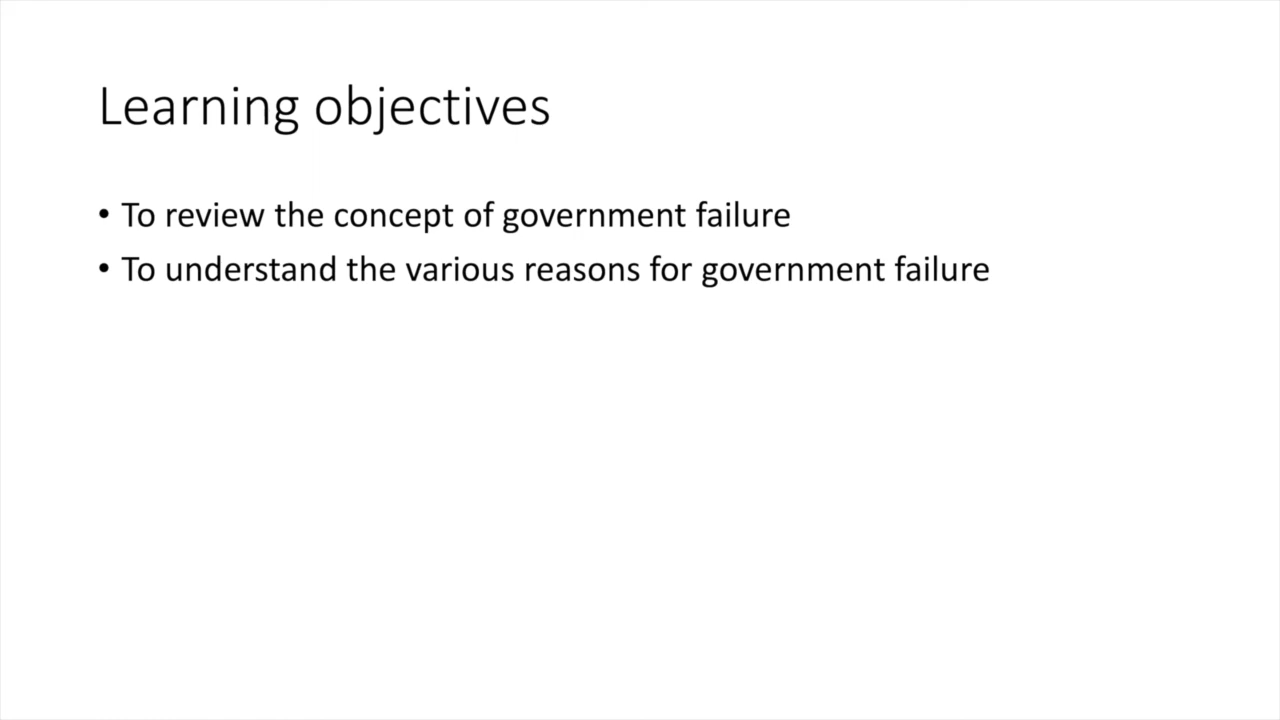 Learning objectives
• To review the concept of government failure
• To understand the various reasons for government failure